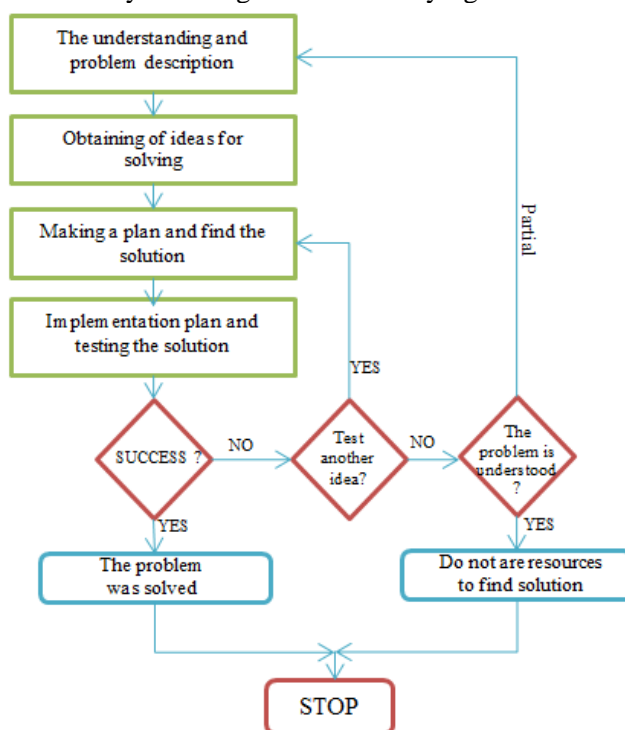 The understanding and
problem description
Obtaining of ideas for
solving
Making a plan and find the
solution
Partial
Implementation plan and
testing the solution
YES
SUCCESS ?
NO
Test
another
idea?
NO
The
problem is
understood
?
YES
YES
The problem
was solved
Do not are resources
to find solution
STOP